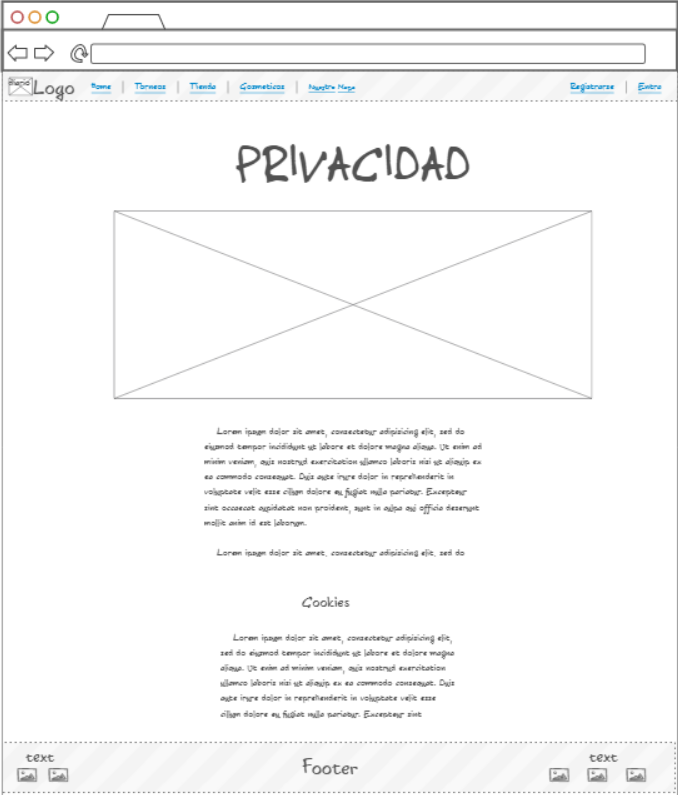 Logo Home | Torneos | Tienda | Cosmeticos | Nuestro Mapa Registrarse | Entra
PRIVACIDAD
Lorem ipsum dolor sit amet, consectetur adipisicing elit, sed do
eiusmod tempor incididunt ut labore et dolore magna aliqua. Ut enim ad
minim veniam, quis nostrud exercitation ullamco laboris nisi ut aliquip ex
ea commodo consequat. Duis aute irure dolor in reprehenderit in
voluptate velit esse cillum dolore eu fugiat nulla pariatur. Excepteur
sint occaecat cupidatat non proident, sunt in culpa qui officia deserunt
mollit anim id est laborum.
Lorem ipsum dolor sit amet, consectetur adipisicing elit, sed do
Cookies
Lorem ipsum dolor sit amet, consectetur adipisicing elit,
sed do eiusmod tempor incididunt ut labore et dolore magna
aliqua. Ut enim ad minim veniam, quis nostrud exercitation
ullamco laboris nisi ut aliquip ex ea commodo consequat. Duis
aute irure dolor in reprehenderit in voluptate velit esse
cillum dolore eu fugiat nulla pariatur. Excepteur sint
text Footer text